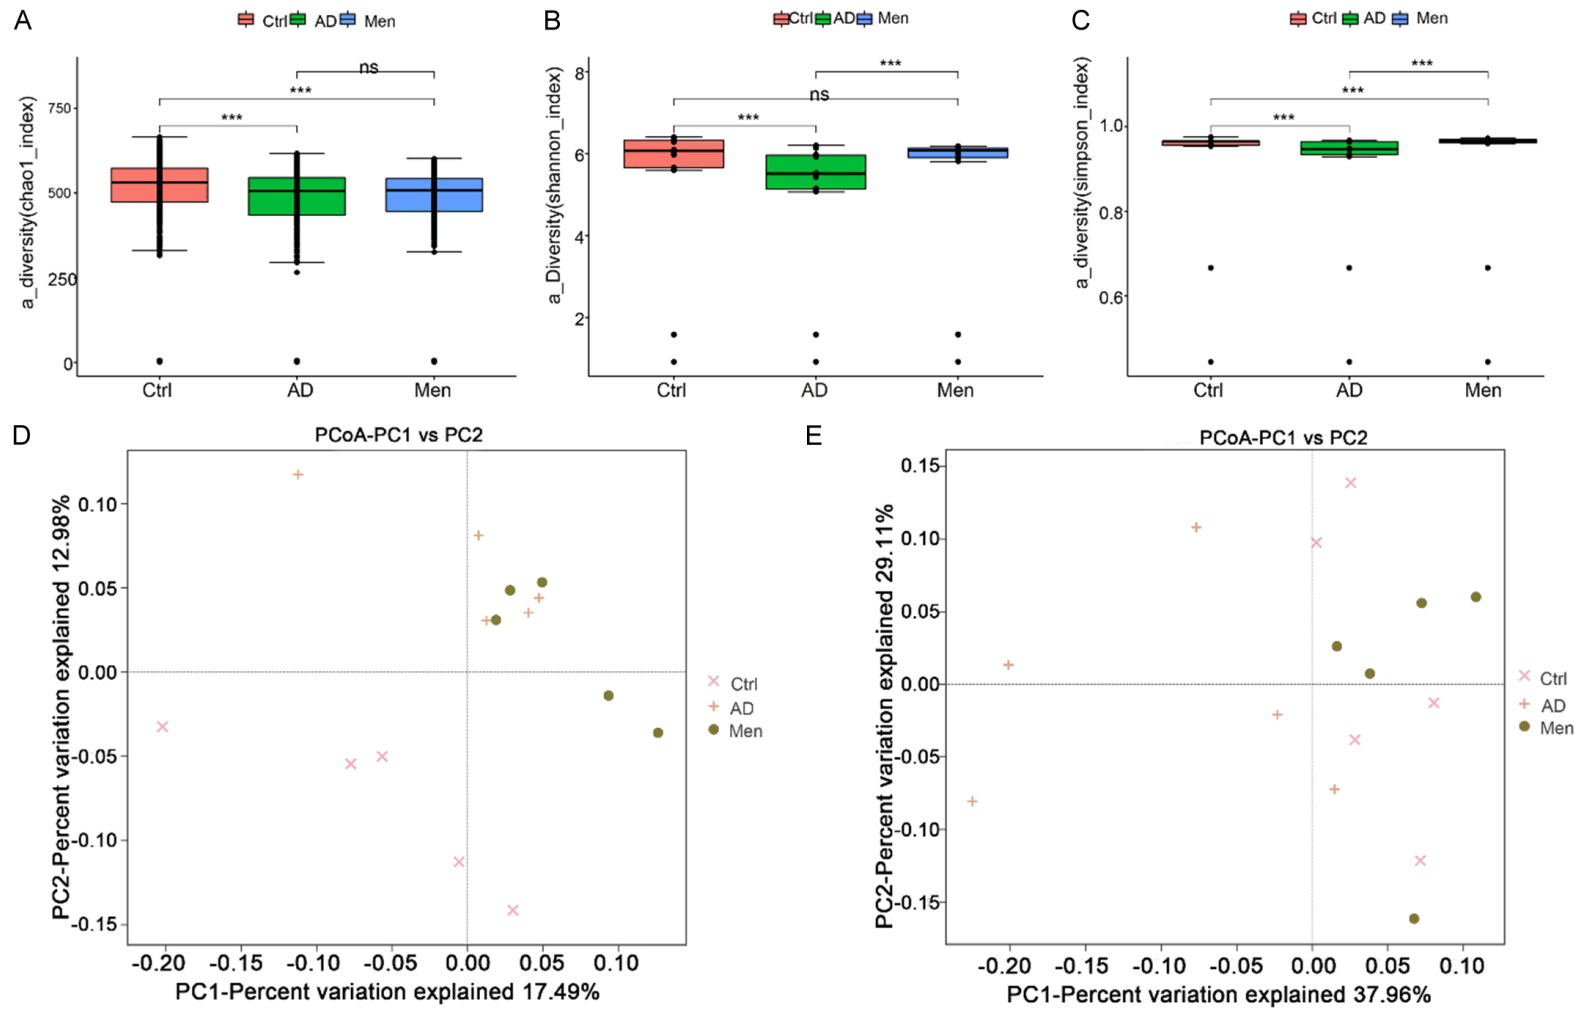 A
Ctrl AD Men
a_diversity(chao1_index)
750
500
250
0
ns
***
***
Ctrl AD Men
B
Ctrl AD Men
a_Diversity(shannon_index)
8
6
4
2
***
ns
***
Ctrl AD Men
C
Ctrl AD Men
a_diversity(simpson_index)
1.0
0.8
0.6
***
***
***
Ctrl AD Men
D
PCoA-PC1 vs PC2
PC2-Percent variation explained 12.98%
0.10
0.05
0.00
-0.05
-0.10
-0.15
-0.20 -0.15 -0.10 -0.05 0.00 0.05 0.10
PC1-Percent variation explained 17.49%
Ctrl
AD
Men
E
PCoA-PC1 vs PC2
PC2-Percent variation explained 29.11%
0.15
0.10
0.05
0.00
-0.05
-0.10
-0.15
-0.20 -0.15 -0.10 -0.05 0.00 0.05 0.10
PC1-Percent variation explained 37.96%
Ctrl
AD
Men